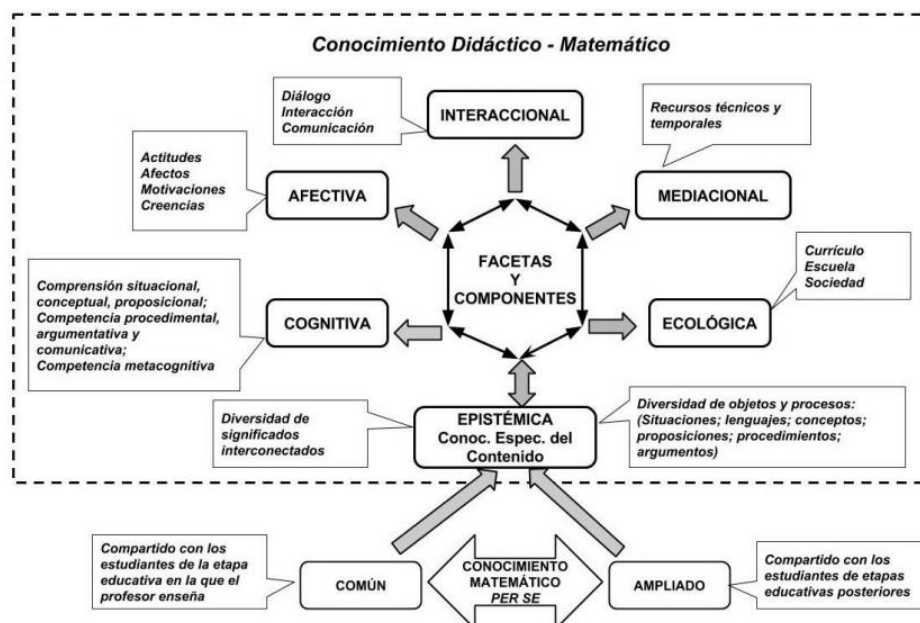 Conocimiento Didáctico - Matemático
Diálogo
Interacción
Comunicación
INTERACCIONAL
Recursos técnicos y
temporales
Actitudes
Afectos
Motivaciones
Creencias
AFECTIVA
MEDIACIONAL
FACETAS
Y
COMPONENTES
Comprensión situacional,
conceptual, proposicional;
Competencia procedimental,
argumentativa y
comunicativa;
Competencia metacognitiva
COGNITIVA
ECOLÓGICA
Currículo
Escuela
Sociedad
Diversidad de
significados
interconectados
EPISTÉMICA
Conoc. Espec. del
Contenido
Diversidad de objetos y procesos:
(Situaciones; lenguajes; conceptos;
proposiciones; procedimientos;
argumentos)
Compartido con los
estudiantes de la etapa
educativa en la que el
profesor enseña
COMÚN
CONOCIMIENTO
MATEMÁTICO
PER SE
AMPLIADO
Compartido con los
estudiantes de etapas
educativas posteriores